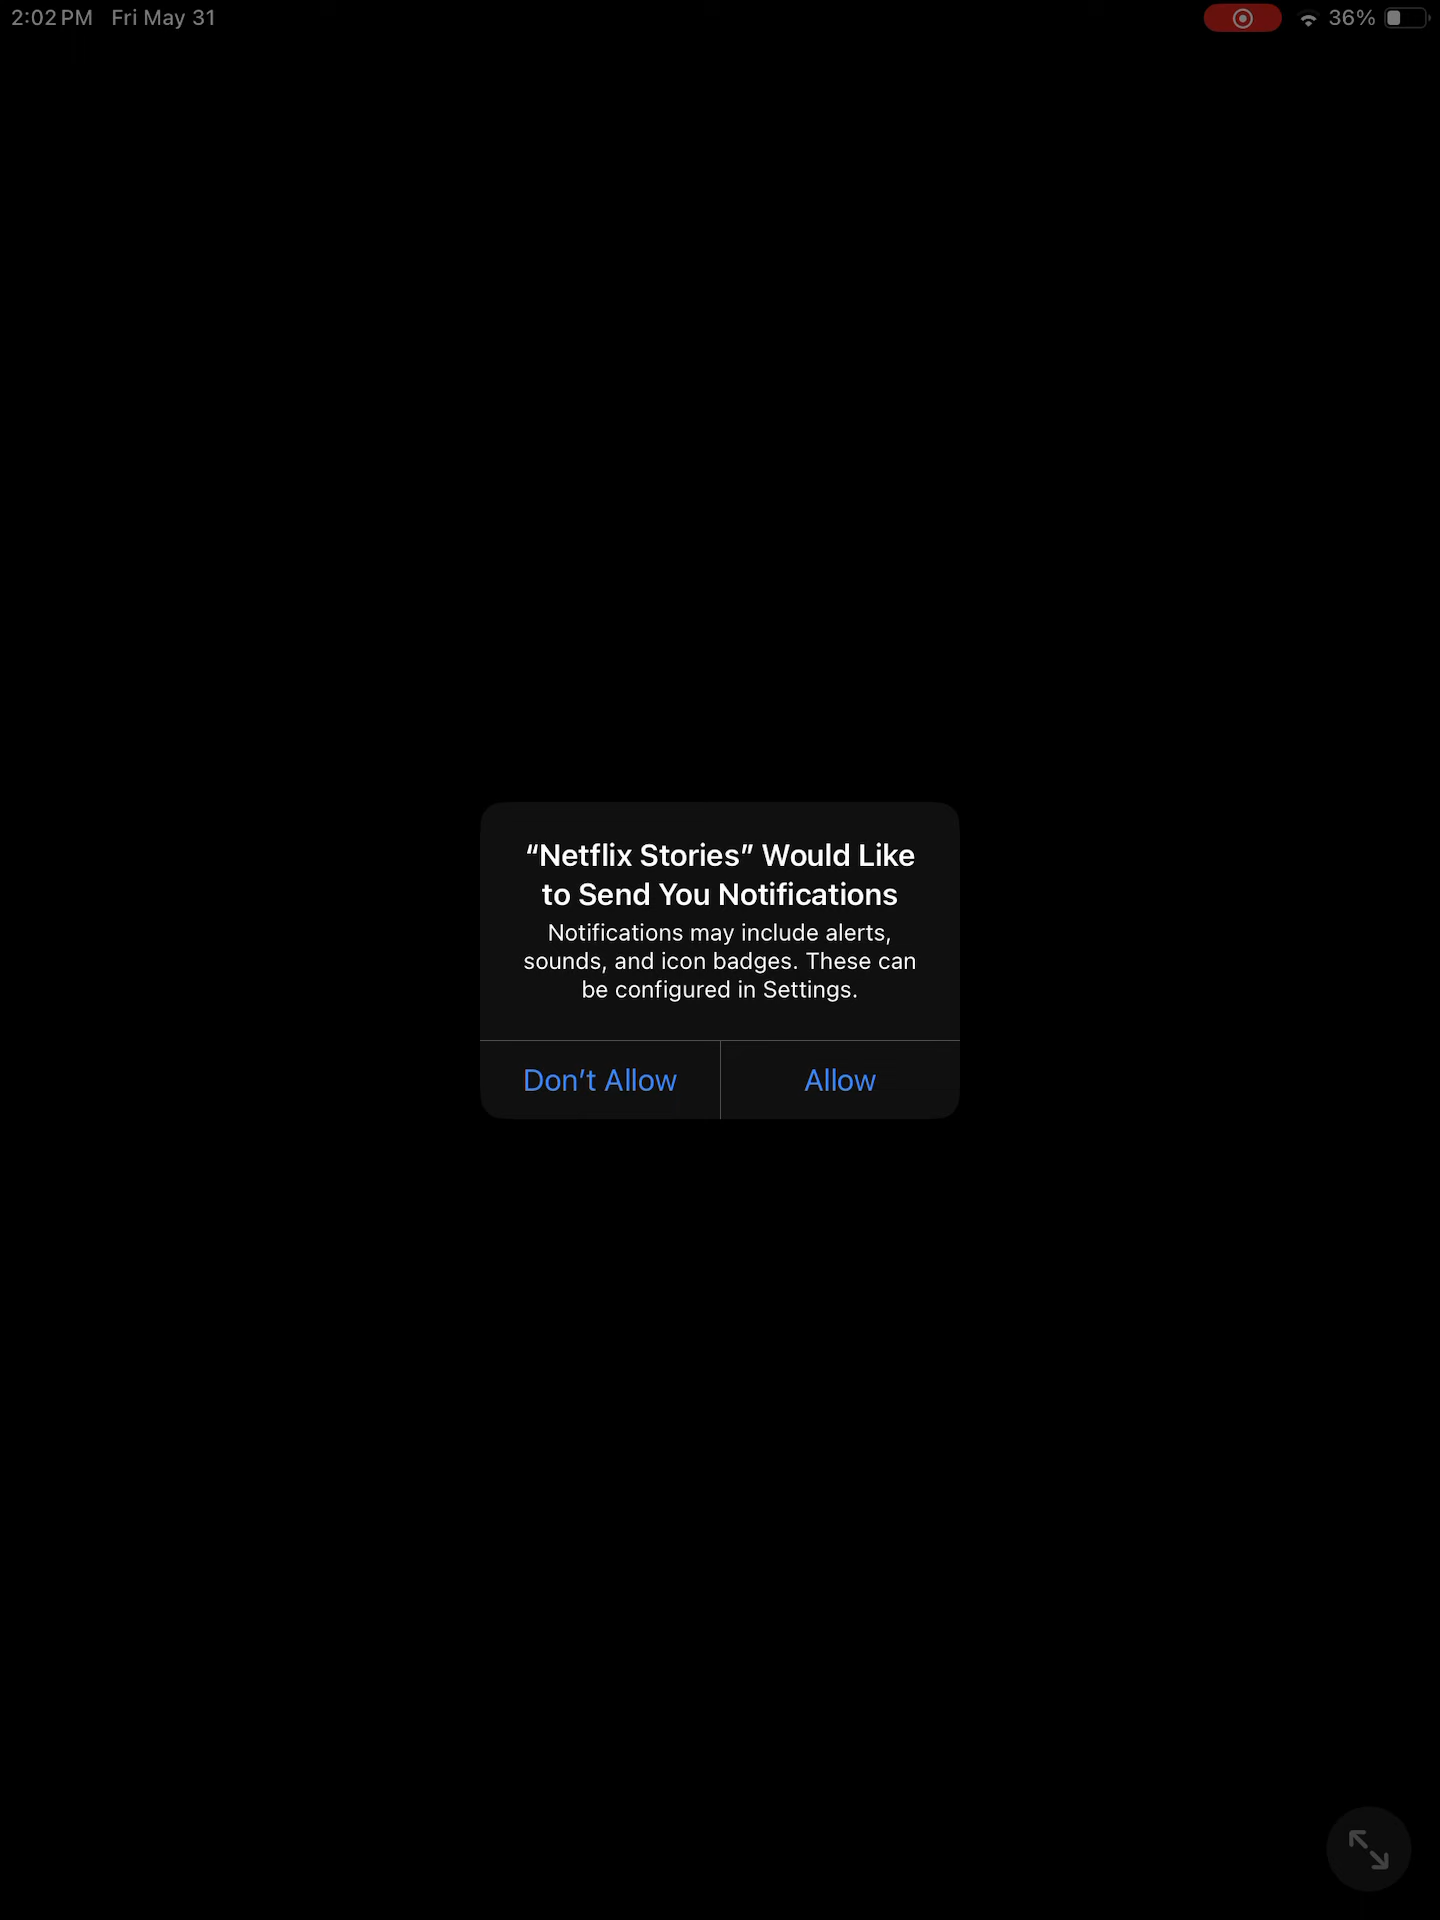 2:02 PM Fri May 31
36%
“Netflix Stories” Would Like
to Send You Notifications
Notifications may include alerts,
sounds, and icon badges. These can
be configured in Settings.
Don’t Allow
Allow